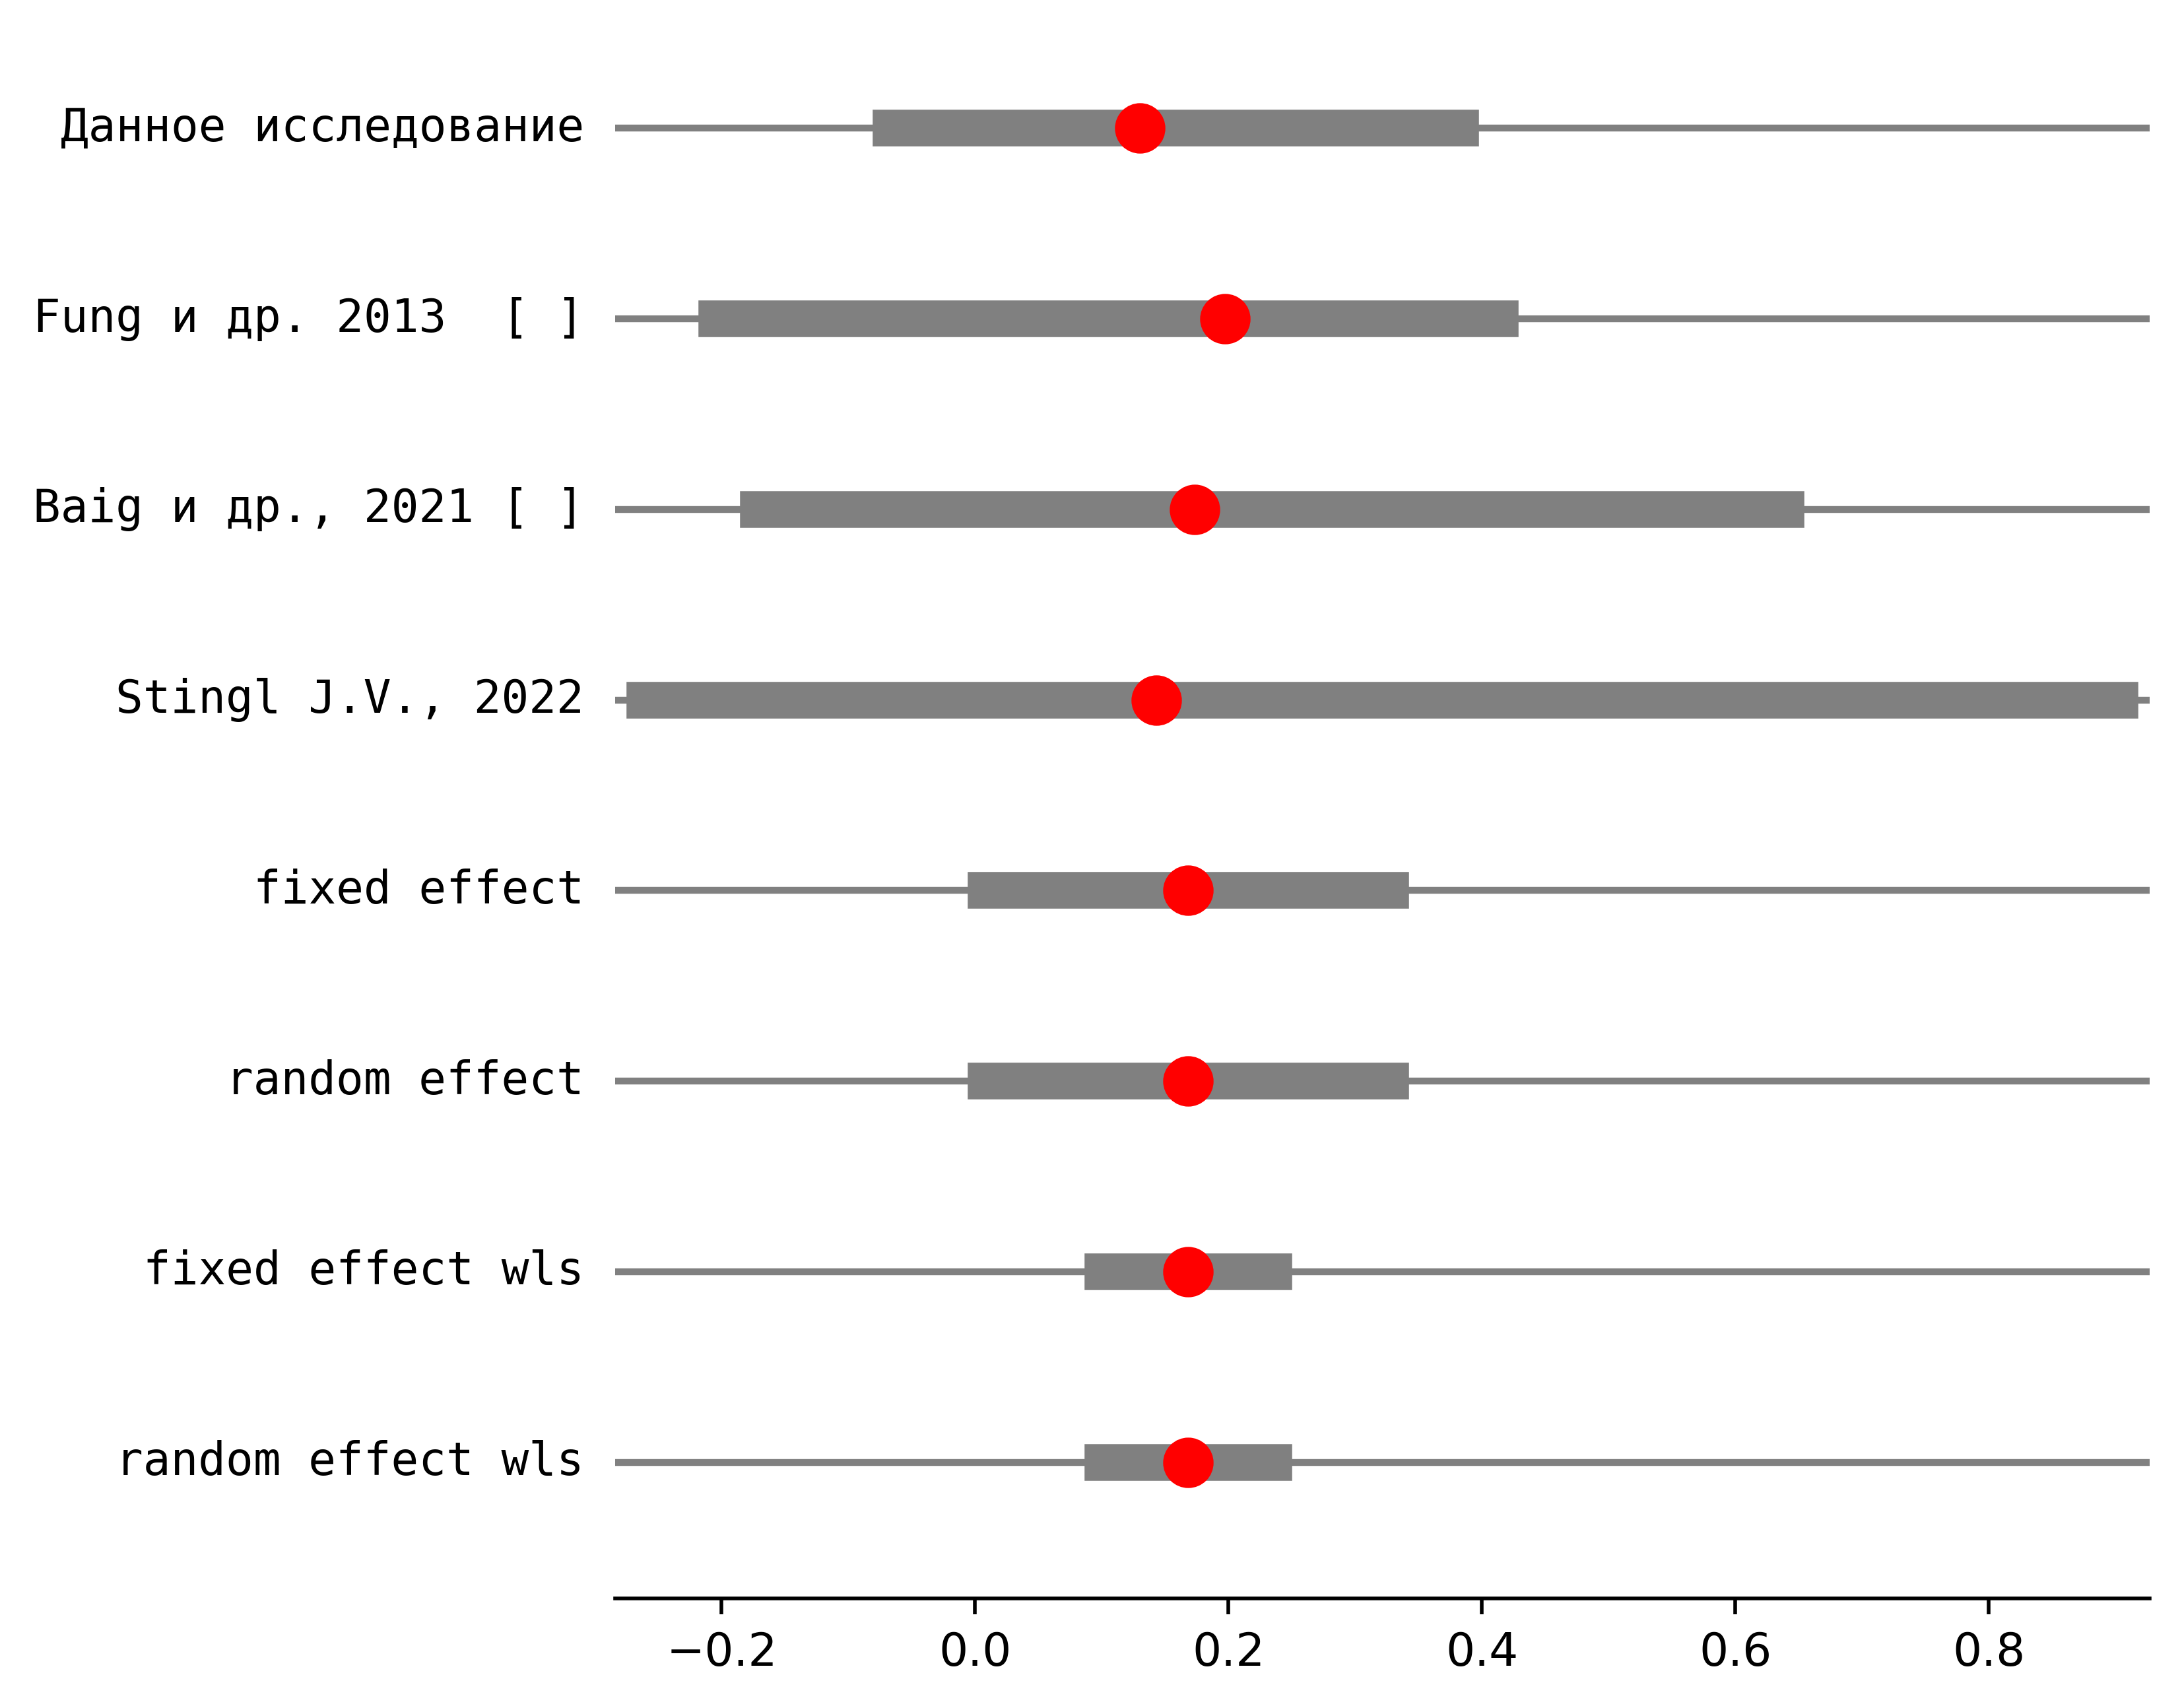 Данное исследование
Fung и др. 2013  [ ]
Baig и др., 2021 [ ]
Stingl J.V., 2022
fixed effect
random effect
fixed effect wls
random effect wls
−0.2 0.0 0.2 0.4 0.6 0.8